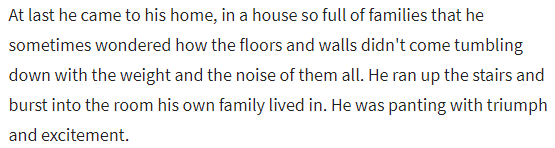 At last he came to his home, in a house so full of families that he
sometimes wondered how the floors and walls didn't come tumbling
down with the weight and the noise of them all. He ran up the stairs and
burst into the room his own family lived in. He was panting with triumph
and excitement.